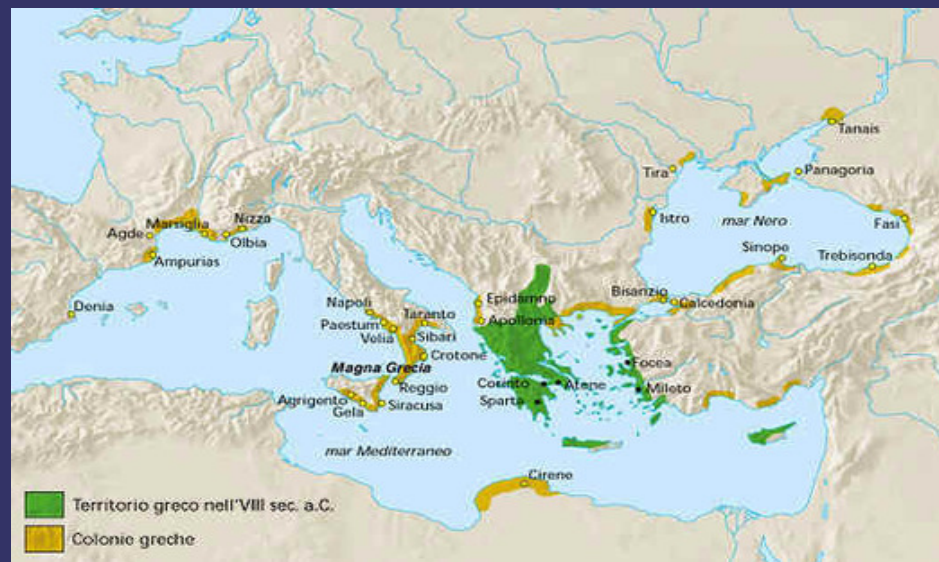 Tanais
Panagoria
Tira
Istro
mar Nero
Fasi
Sinope
Trebisonda
Nizza
Marsiglia
Agde
Olbia
Ampurias
Denia
Bisanzio
Calcedonia
Epidamno
Apollonia
Napoli
Taranto
Paestum
Sibari
Velia
Crotone
Magna Grecia
Reggio
Agrigento
Gela
Siracusa
Focea
Corinto
Atene
Mileto
Sparta
mar Mediterraneo
Cirene
Territorio greco nell'VIII sec. a.C.
Colonie greche